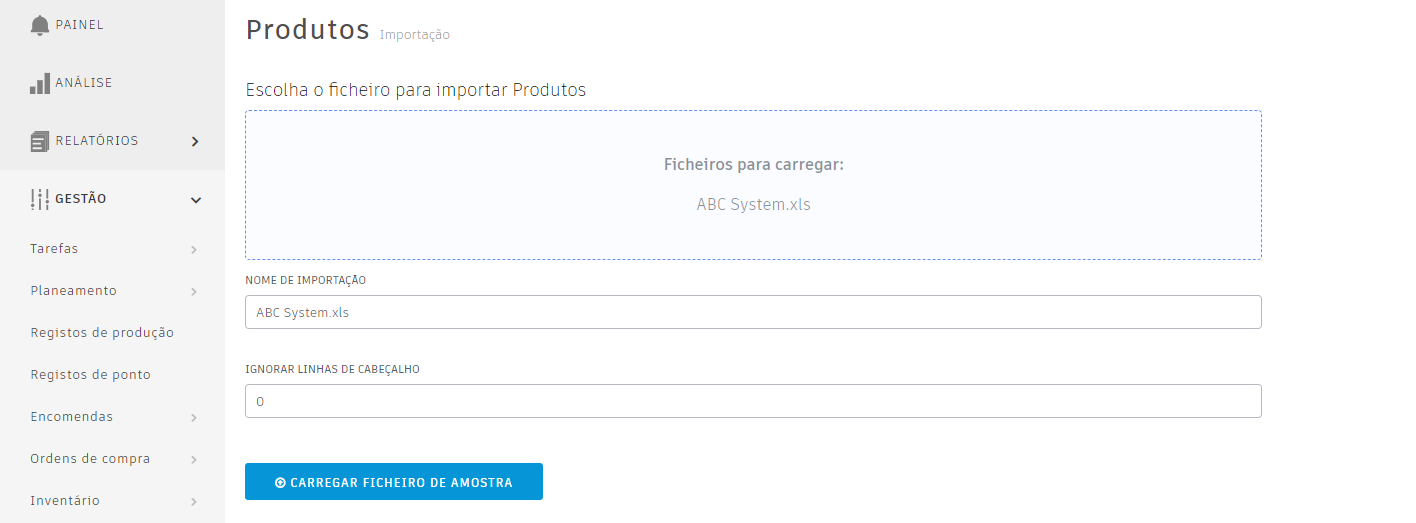 PAINEL
ANÁLISE
RELATÓRIOS
GESTÃO
Tarefas
Planeamento
Registos de produção
Registos de ponto
Encomendas
Ordens de compra
Inventário
Produtos Importação
Escolha o ficheiro para importar Produtos
Ficheiros para carregar:
ABC System.xls
NOME DE IMPORTAÇÃO
ABC System.xls
IGNORAR LINHAS DE CABEÇALHO
0
CARREGAR FICHEIRO DE AMOSTRA